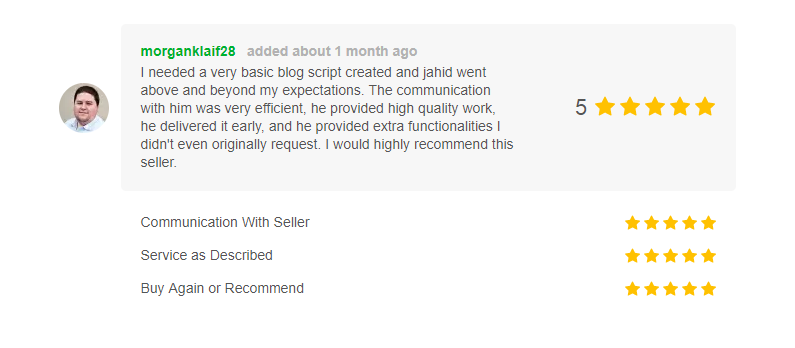 morganklaif28 added about 1 month ago
I needed a very basic blog script created and jahid went
above and beyond my expectations. The communication
with him was very efficient, he provided high quality work,
he delivered it early, and he provided extra functionalities I
didn't even originally request. I would highly recommend this
seller.
5
Communication With Seller
Service as Described
Buy Again or Recommend